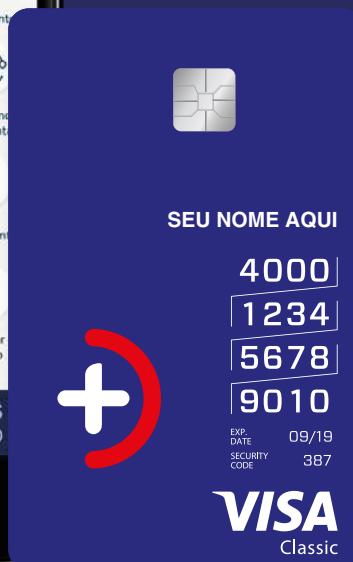 SEU NOME AQUI
4000
1234
5678
9010
EXP.
DATE 09/19
SECURITY
CODE 387
VISA
Classic